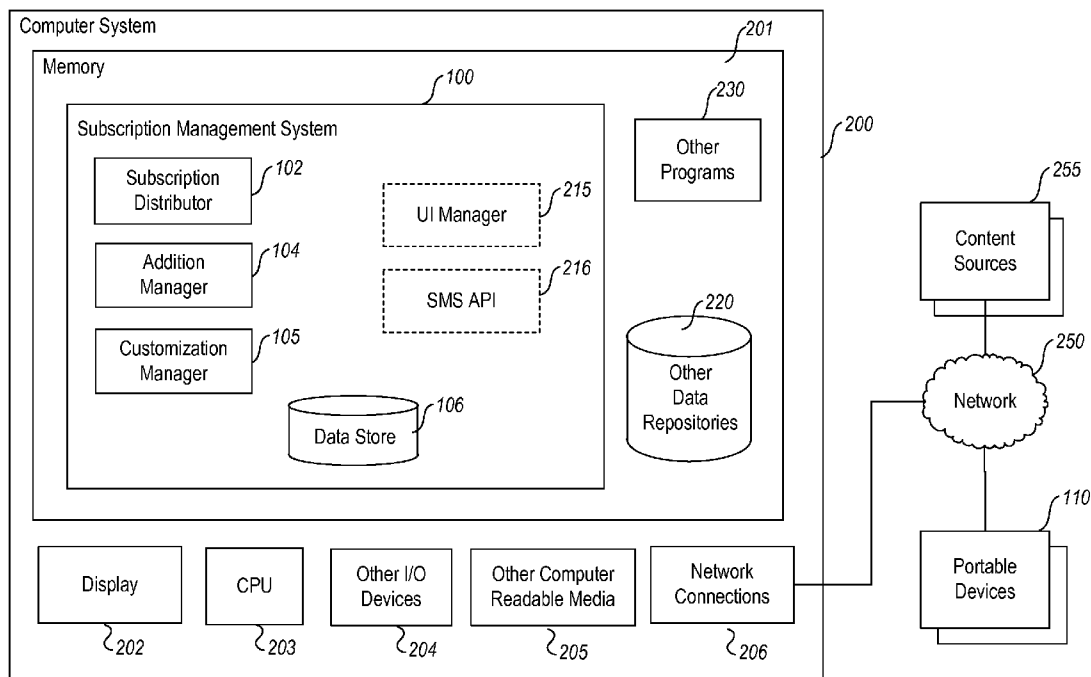 Computer System
201
Memory
100
230
Subscription Management System
Other
Programs
200
102
Subscription
Distributor
215
UI Manager
255
Content
Sources
104
Addition
Manager
216
SMS API
220
Other
Data
Repositories
105
Customization
Manager
250
Network
106
Data Store
110
Portable
Devices
Display
CPU
Other I/O
Devices
Other Computer
Readable Media
Network
Connections
202
203
204
205
206